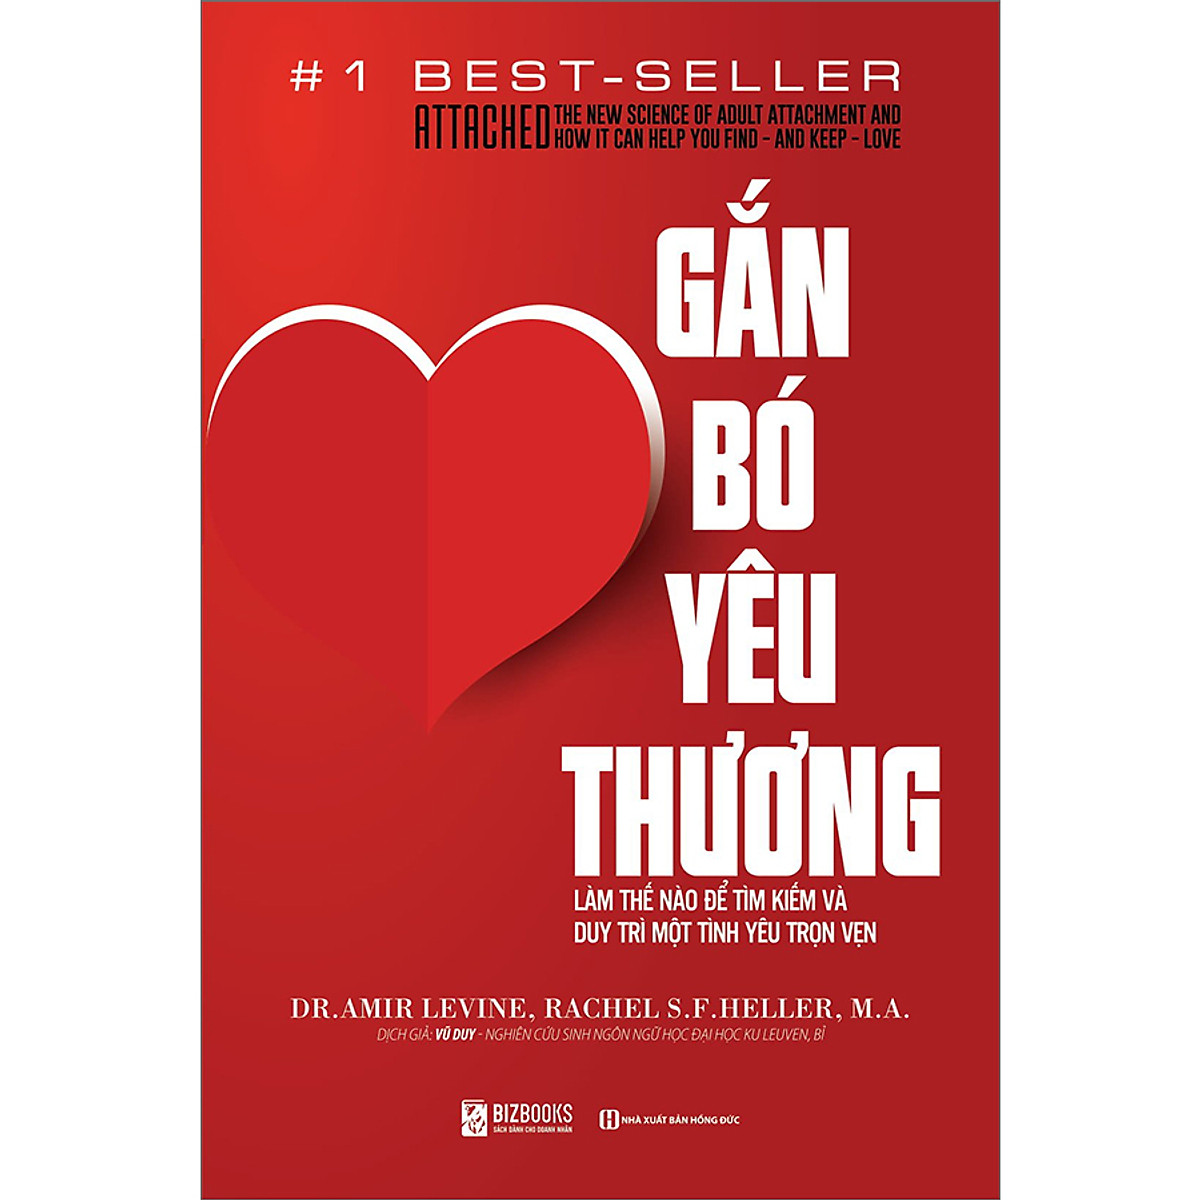 # 1 BEST-SELLER
ATTACHED THE NEW SCIENCE OF ADULT ATTACHMENT AND
HOW IT CAN HELP YOU FIND – AND KEEP – LOVE
GẮN
BÓ
YÊU
THƯƠNG
LÀM THẾ NÀO ĐỂ TÌM KIẾM VÀ
DUY TRÌ MỘT TÌNH YÊU TRỌN VẸN
DR.AMIR LEVINE, RACHEL S.F.HELLER, M.A.
DỊCH GIẢ: VŨ DUY - NGHIÊN CỨU SINH NGÔN NGỮ HỌC ĐẠI HỌC KU LEUVEN, BỈ
BIZBOOKS
SÁCH DÀNH CHO DOANH NHÂN
H NHÀ XUẤT BẢN HỒNG ĐỨC